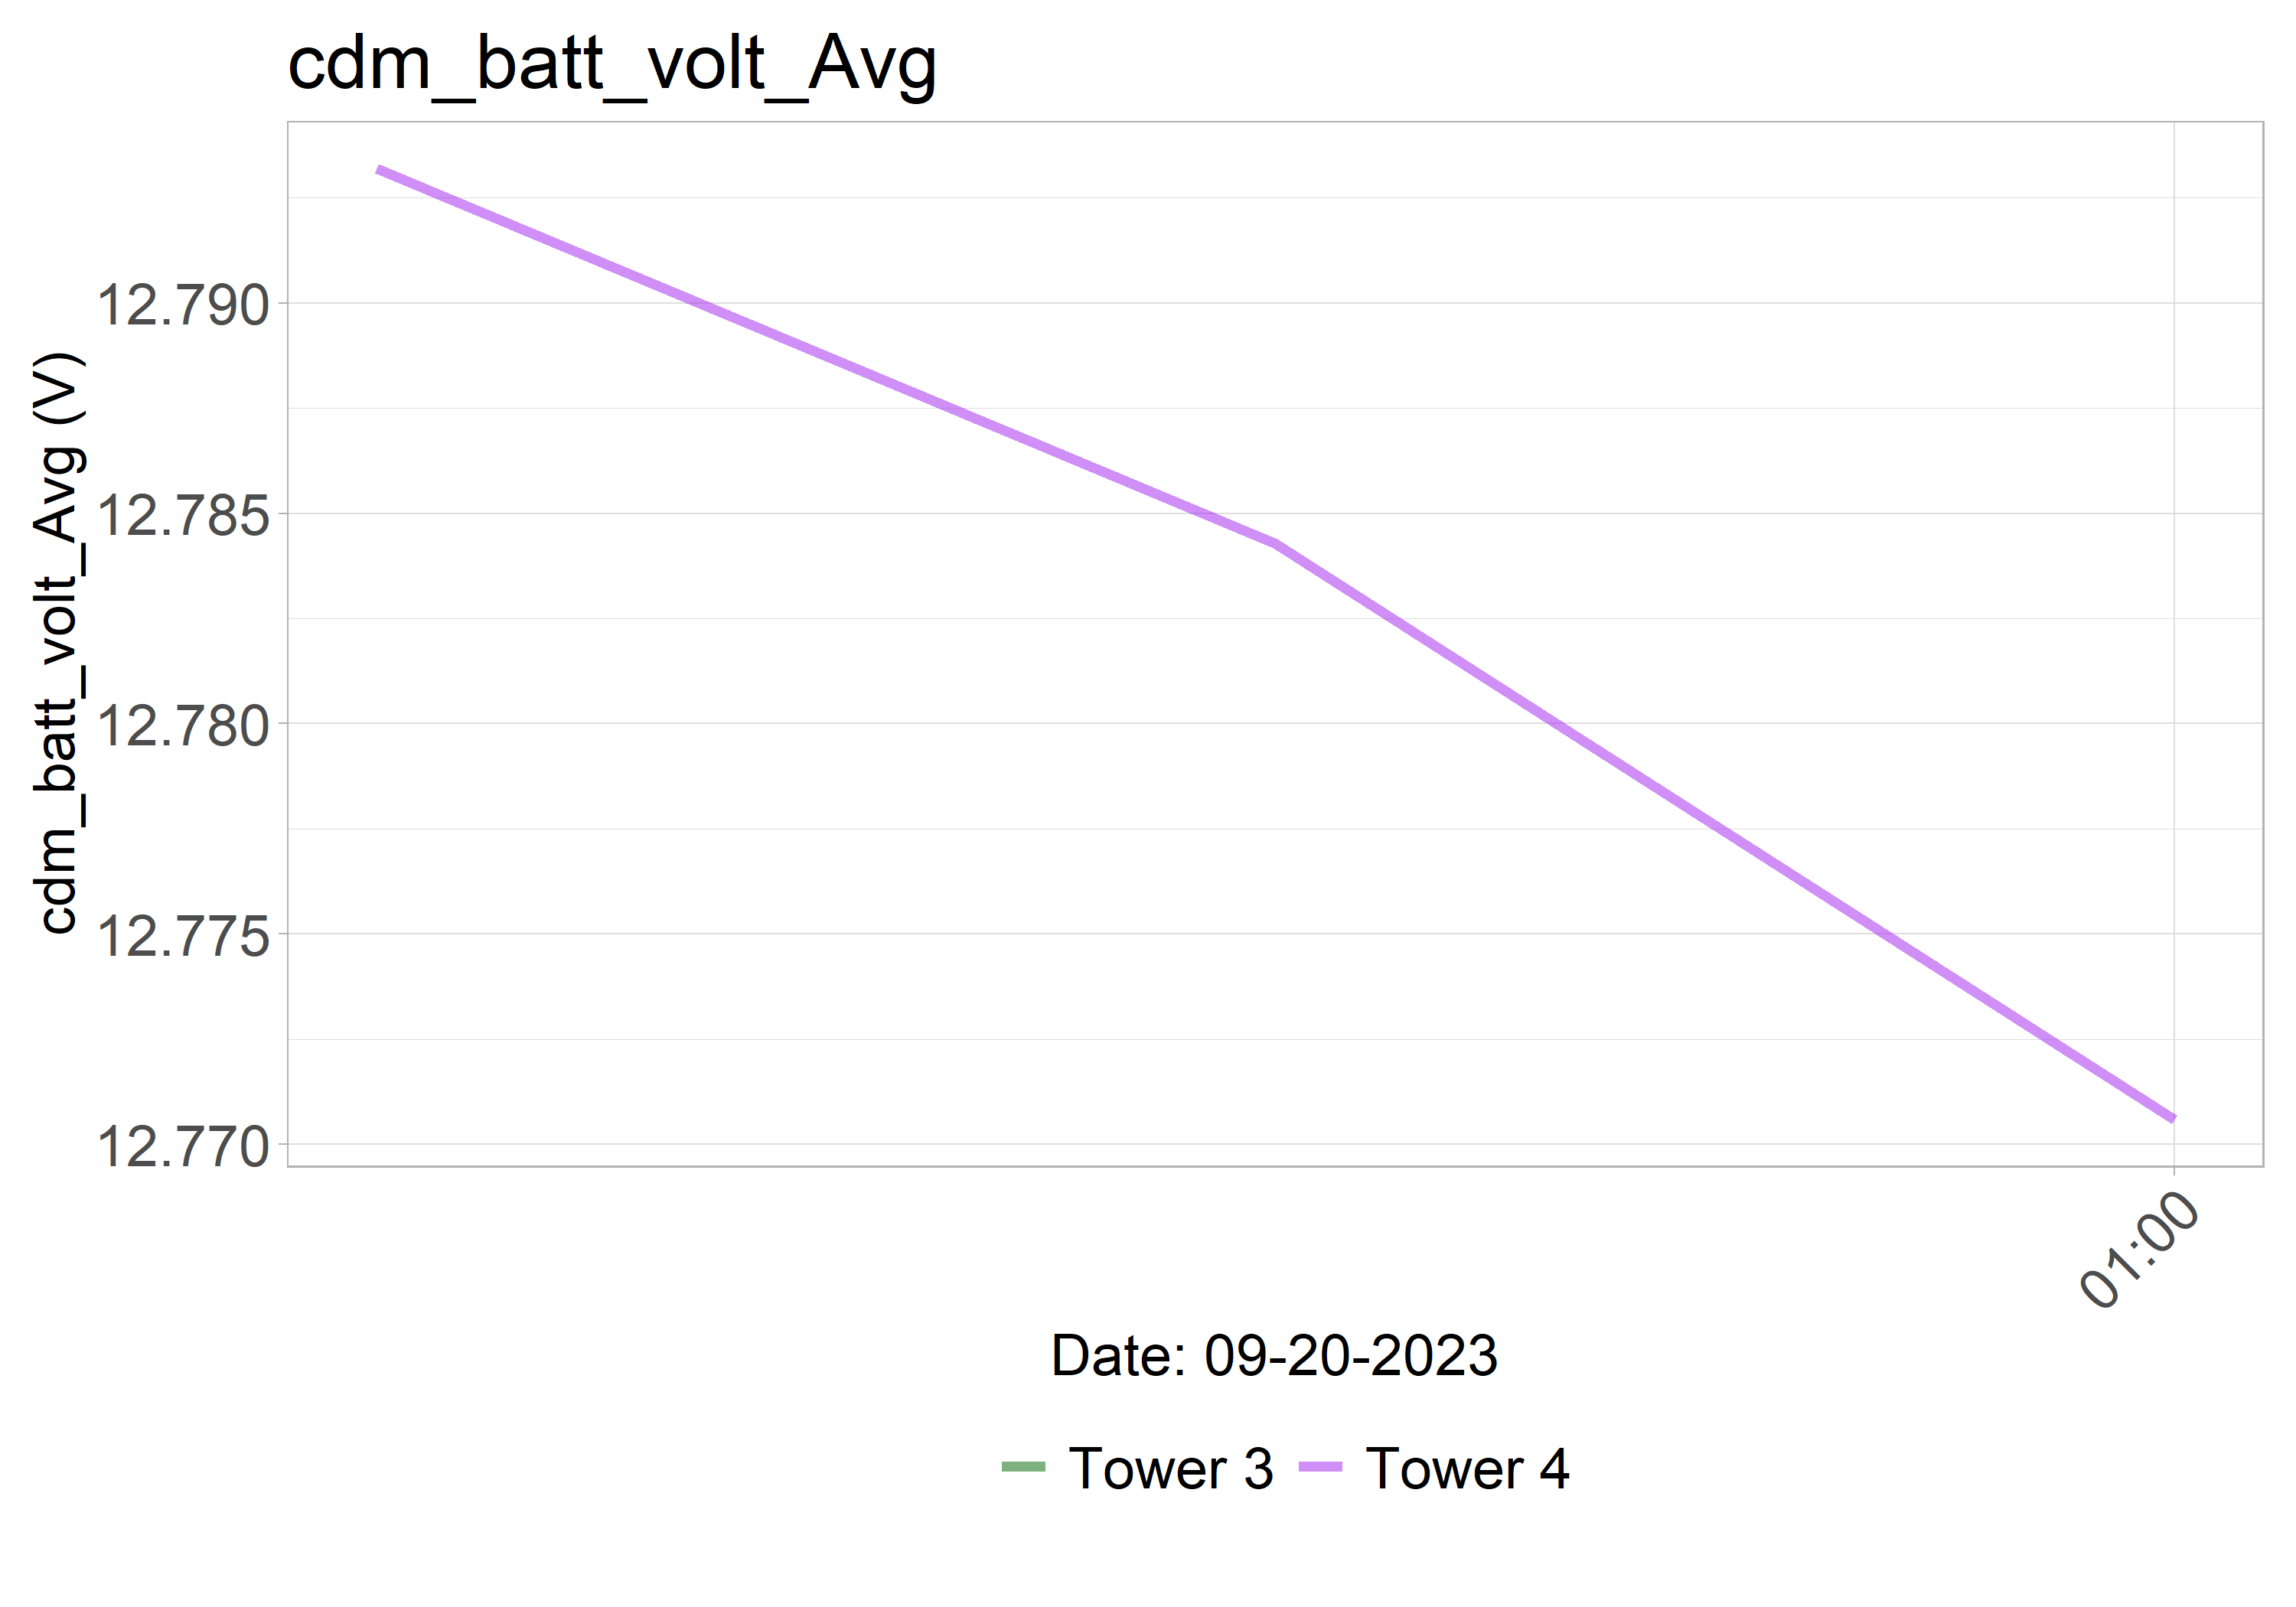 cdm_batt_volt_Avg
cdm_batt_volt_Avg (V)
12.790
12.785
12.780
12.775
12.770
01:00
Date: 09-20-2023
Tower 3 Tower 4